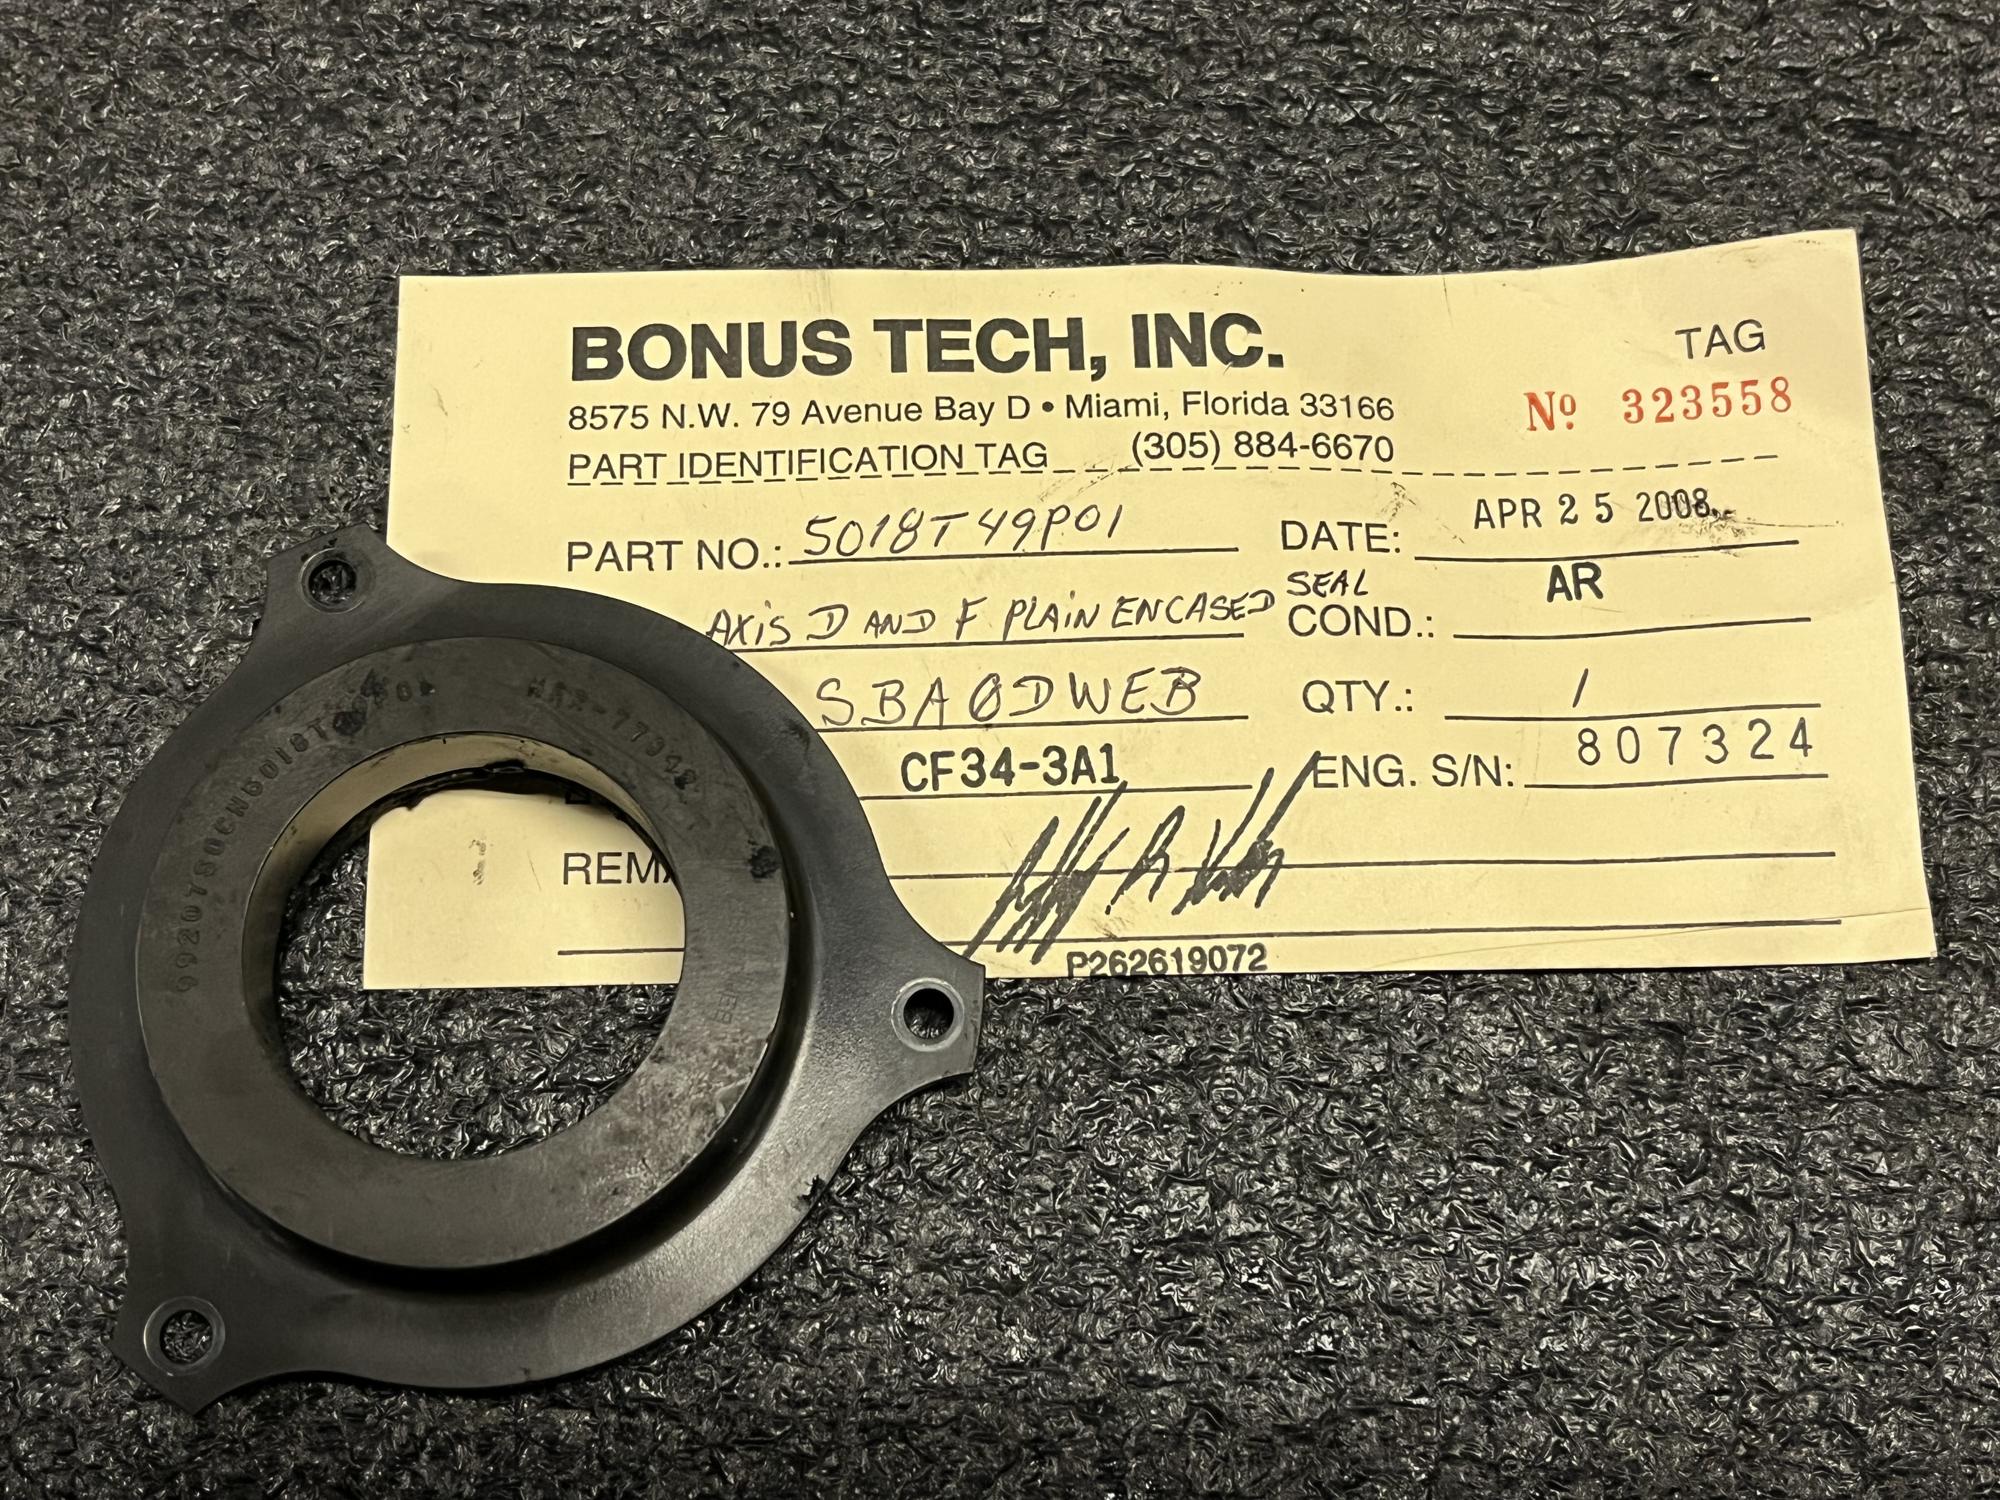 BONUS TECH, INC.
TAG
8575 N.W. 79 Avenue Bay D • Miami, Florida 33166
Nº 323558
PART IDENTIFICATION TAG (305) 884-6670
PART NO.: 5018T49P01 DATE: APR 25 2008
AXIS D AND F PLAIN ENCASED SEAL
COND.: AR
SBAØDWEB QTY.: 1
CF34-3A1 ENG. S/N: 807324
REMA
P262619072